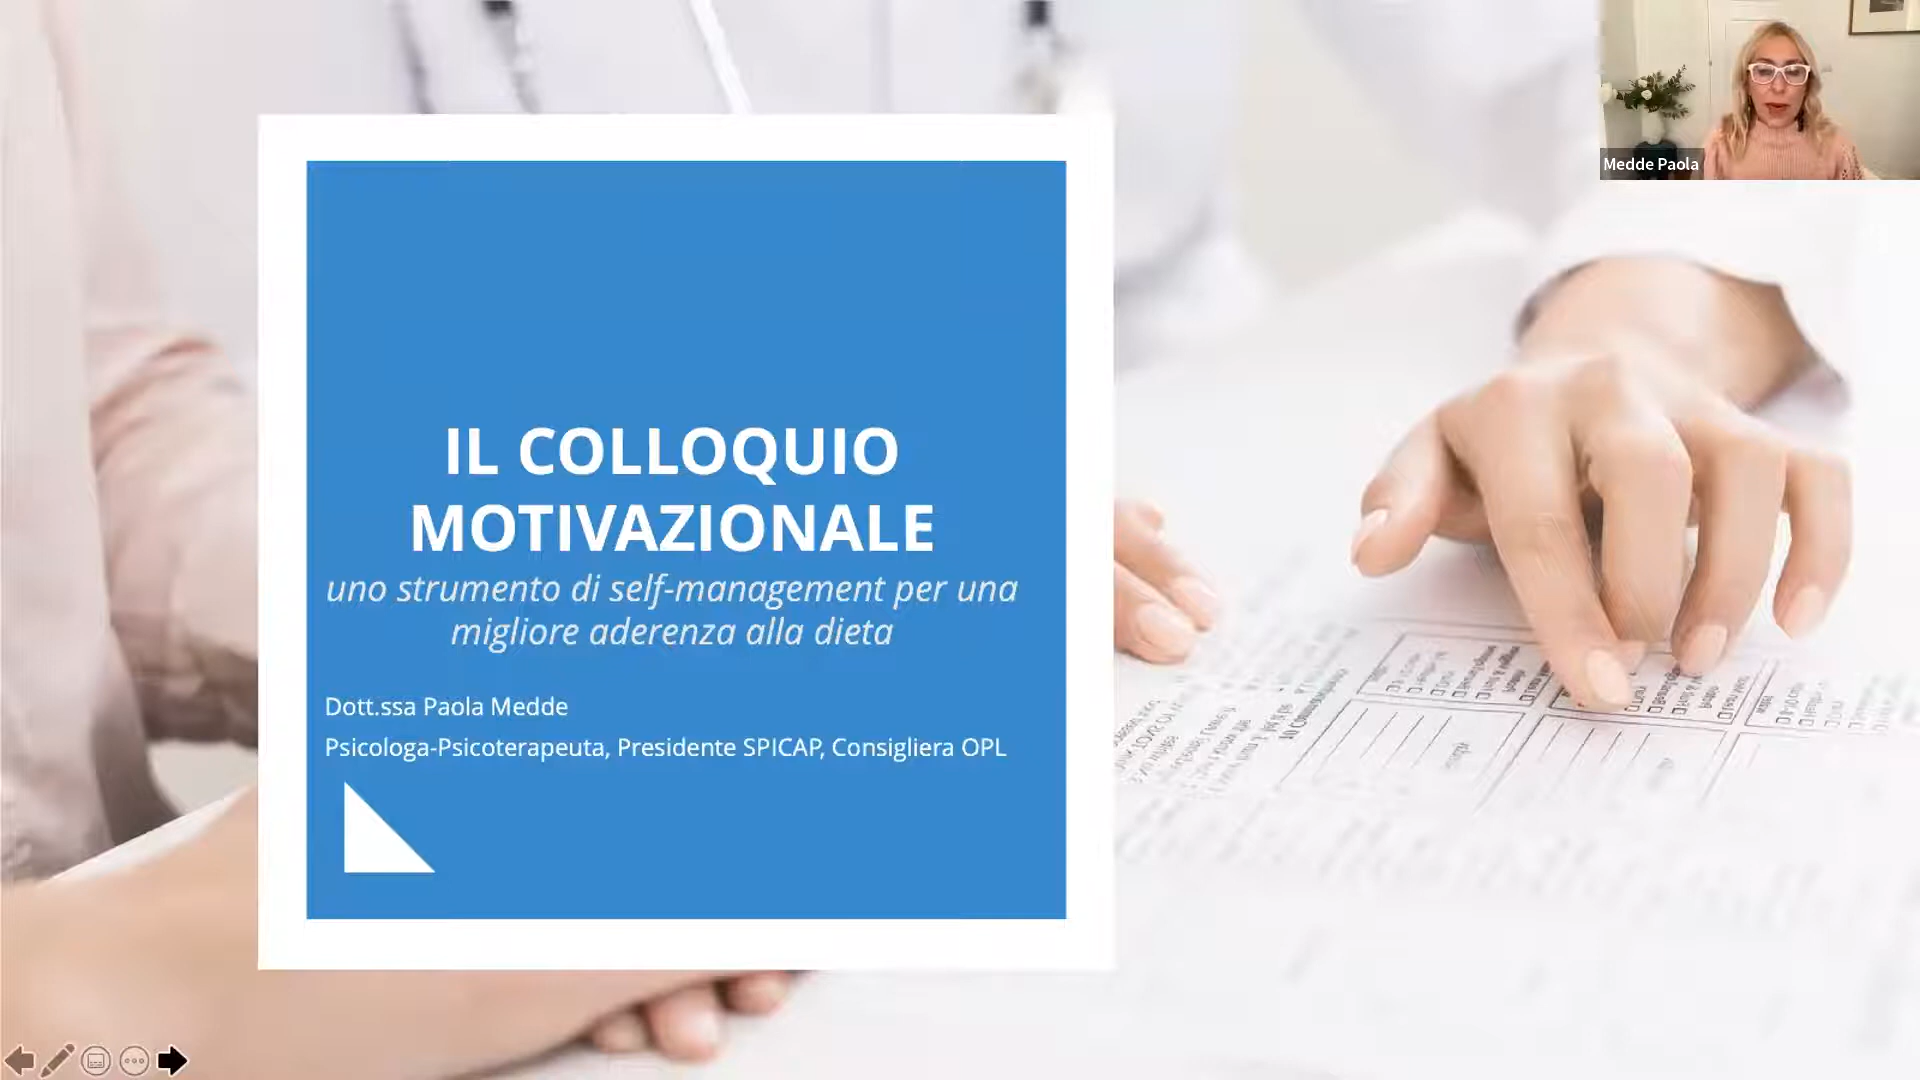 Medde Paola
IL COLLOQUIO
MOTIVAZIONALE
uno strumento di self-management per una
migliore aderenza alla dieta
Dott.ssa Paola Medde
Psicologa-Psicoterapeuta, Presidente SPICAP, Consigliera OPL